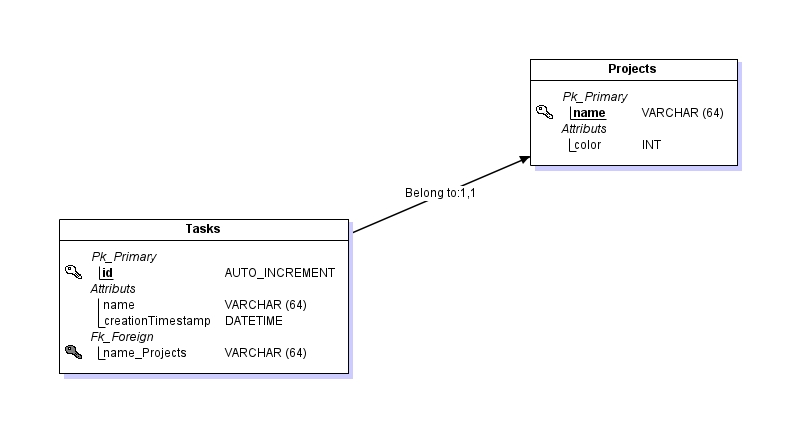 Projects
Pk_Primary
name VARCHAR (64)
Attributs
color INT
Belong to:1,1
Tasks
Pk_Primary
id AUTO_INCREMENT
Attributs
name VARCHAR (64)
creationTimestamp DATETIME
Fk_Foreign
name_Projects VARCHAR (64)